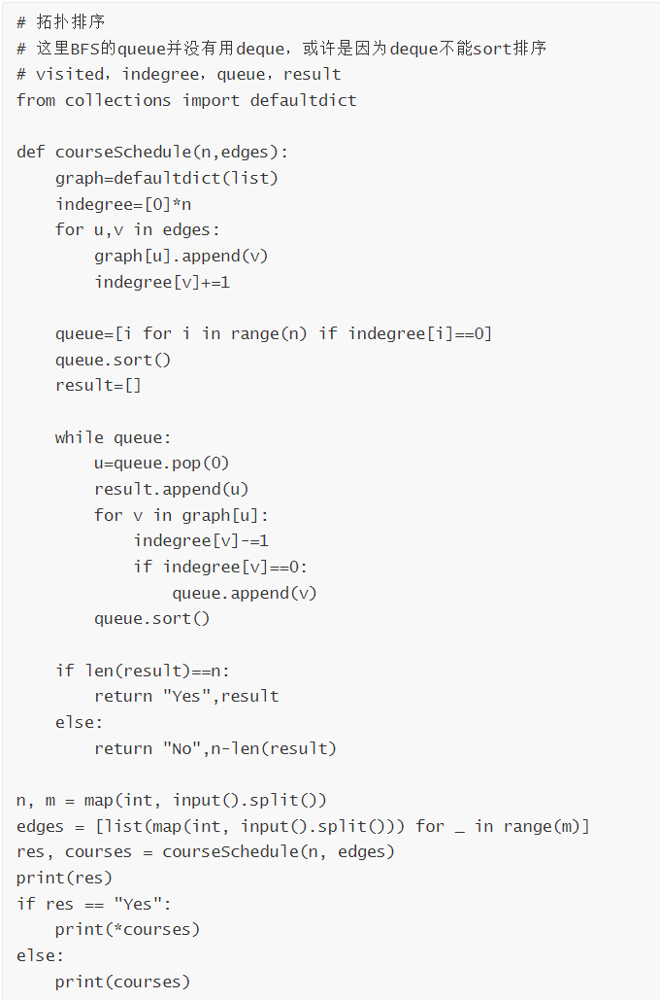 # 拓扑排序
# 这里BFS的queue并没有用deque，或许是因为deque不能sort排序
# visited，indegree，queue，result
from collections import defaultdict

def courseSchedule(n,edges):
    graph=defaultdict(list)
    indegree=[0]*n
    for u,v in edges:
        graph[u].append(v)
        indegree[v]+=1

    queue=[i for i in range(n) if indegree[i]==0]
    queue.sort()
    result=[]

    while queue:
        u=queue.pop(0)
        result.append(u)
        for v in graph[u]:
            indegree[v]-=1
            if indegree[v]==0:
                queue.append(v)
        queue.sort()

    if len(result)==n:
        return "Yes",result
    else:
        return "No",n-len(result)

n, m = map(int, input().split())
edges = [list(map(int, input().split())) for _ in range(m)]
res, courses = courseSchedule(n, edges)
print(res)
if res == "Yes":
    print(*courses)
else:
    print(courses)